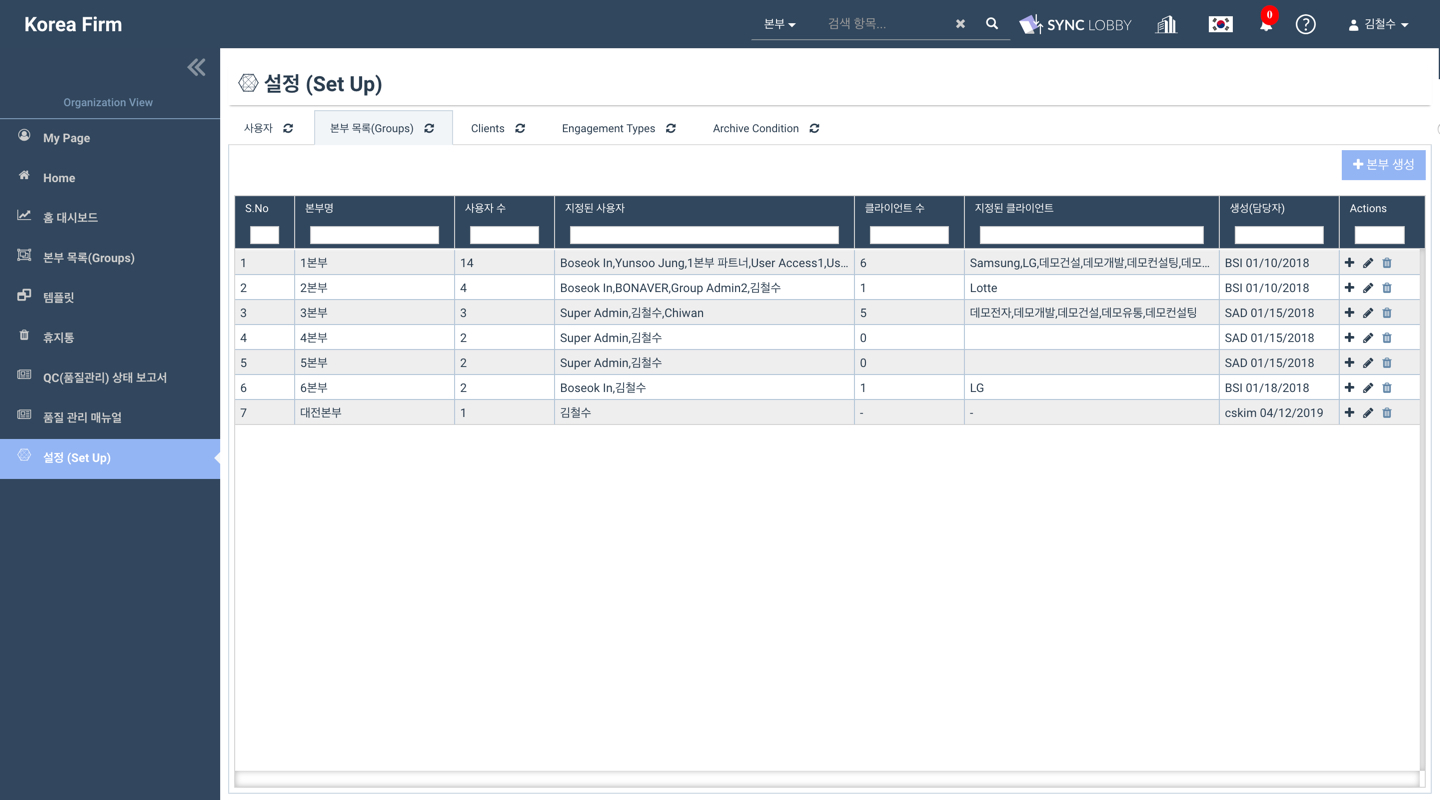 Korea Firm
본부
검색 항목...
SYNC LOBBY
0
김철수
Organization View
My Page
Home
홈 대시보드
본부 목록(Groups)
템플릿
휴지통
QC(품질관리) 상태 보고서
품질 관리 매뉴얼
설정 (Set Up)
설정 (Set Up)
사용자 본부 목록(Groups) Clients Engagement Types Archive Condition
본부 생성
S.No 본부명 사용자 수 지정된 사용자 클라이언트 수 지정된 클라이언트 생성(담당자) Actions
1 1본부 14 Boseok In,Yunsoo Jung,1본부 파트너,User Access1,Us... 6 Samsung,LG,데모건설,데모개발,데모컨설팅,데모... BSI 01/10/2018
2 2본부 4 Boseok In,BONAVER,Group Admin2,김철수 1 Lotte BSI 01/10/2018
3 3본부 3 Super Admin,김철수,Chiwan 5 데모전자,데모개발,데모건설,데모유통,데모컨설팅 SAD 01/15/2018
4 4본부 2 Super Admin,김철수 0 SAD 01/15/2018
5 5본부 2 Super Admin,김철수 0 SAD 01/15/2018
6 6본부 2 Boseok In,김철수 1 LG BSI 01/18/2018
7 대전본부 1 김철수 - - cskim 04/12/2019